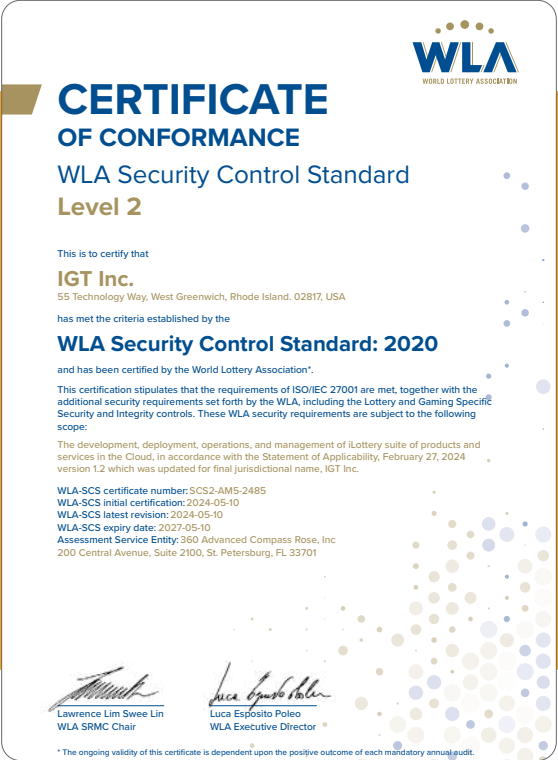 WLA
WORLD LOTTERY ASSOCIATION
CERTIFICATE
OF CONFORMANCE
WLA Security Control Standard
Level 2
This is to certify that
IGT Inc.
55 Technology Way, West Greenwich, Rhode Island. 02817, USA
has met the criteria established by the
WLA Security Control Standard: 2020
and has been certified by the World Lottery Association*.
This certification stipulates that the requirements of ISO/IEC 27001 are met, together with the
additional security requirements set forth by the WLA, including the Lottery and Gaming Specific
Security and Integrity controls. These WLA security requirements are subject to the following
scope:
The development, deployment, operations, and management of iLottery suite of products and
services in the Cloud, in accordance with the Statement of Applicability, February 27, 2024
version 1.2 which was updated for final jurisdictional name, IGT Inc.
WLA-SCS certificate number: SCS2-AM5-2485
WLA-SCS initial certification: 2024-05-10
WLA-SCS latest revision: 2024-05-10
WLA-SCS expiry date: 2027-05-10
Assessment Service Entity: 360 Advanced Compass Rose, Inc
200 Central Avenue, Suite 2100, St. Petersburg, FL 33701
Luca Esposito Poleo
Lawrence Lim Swee Lin
WLA SRMC Chair
Luca Esposito Poleo
WLA Executive Director
* The ongoing validity of this certificate is dependent upon the positive outcome of each mandatory annual audit.